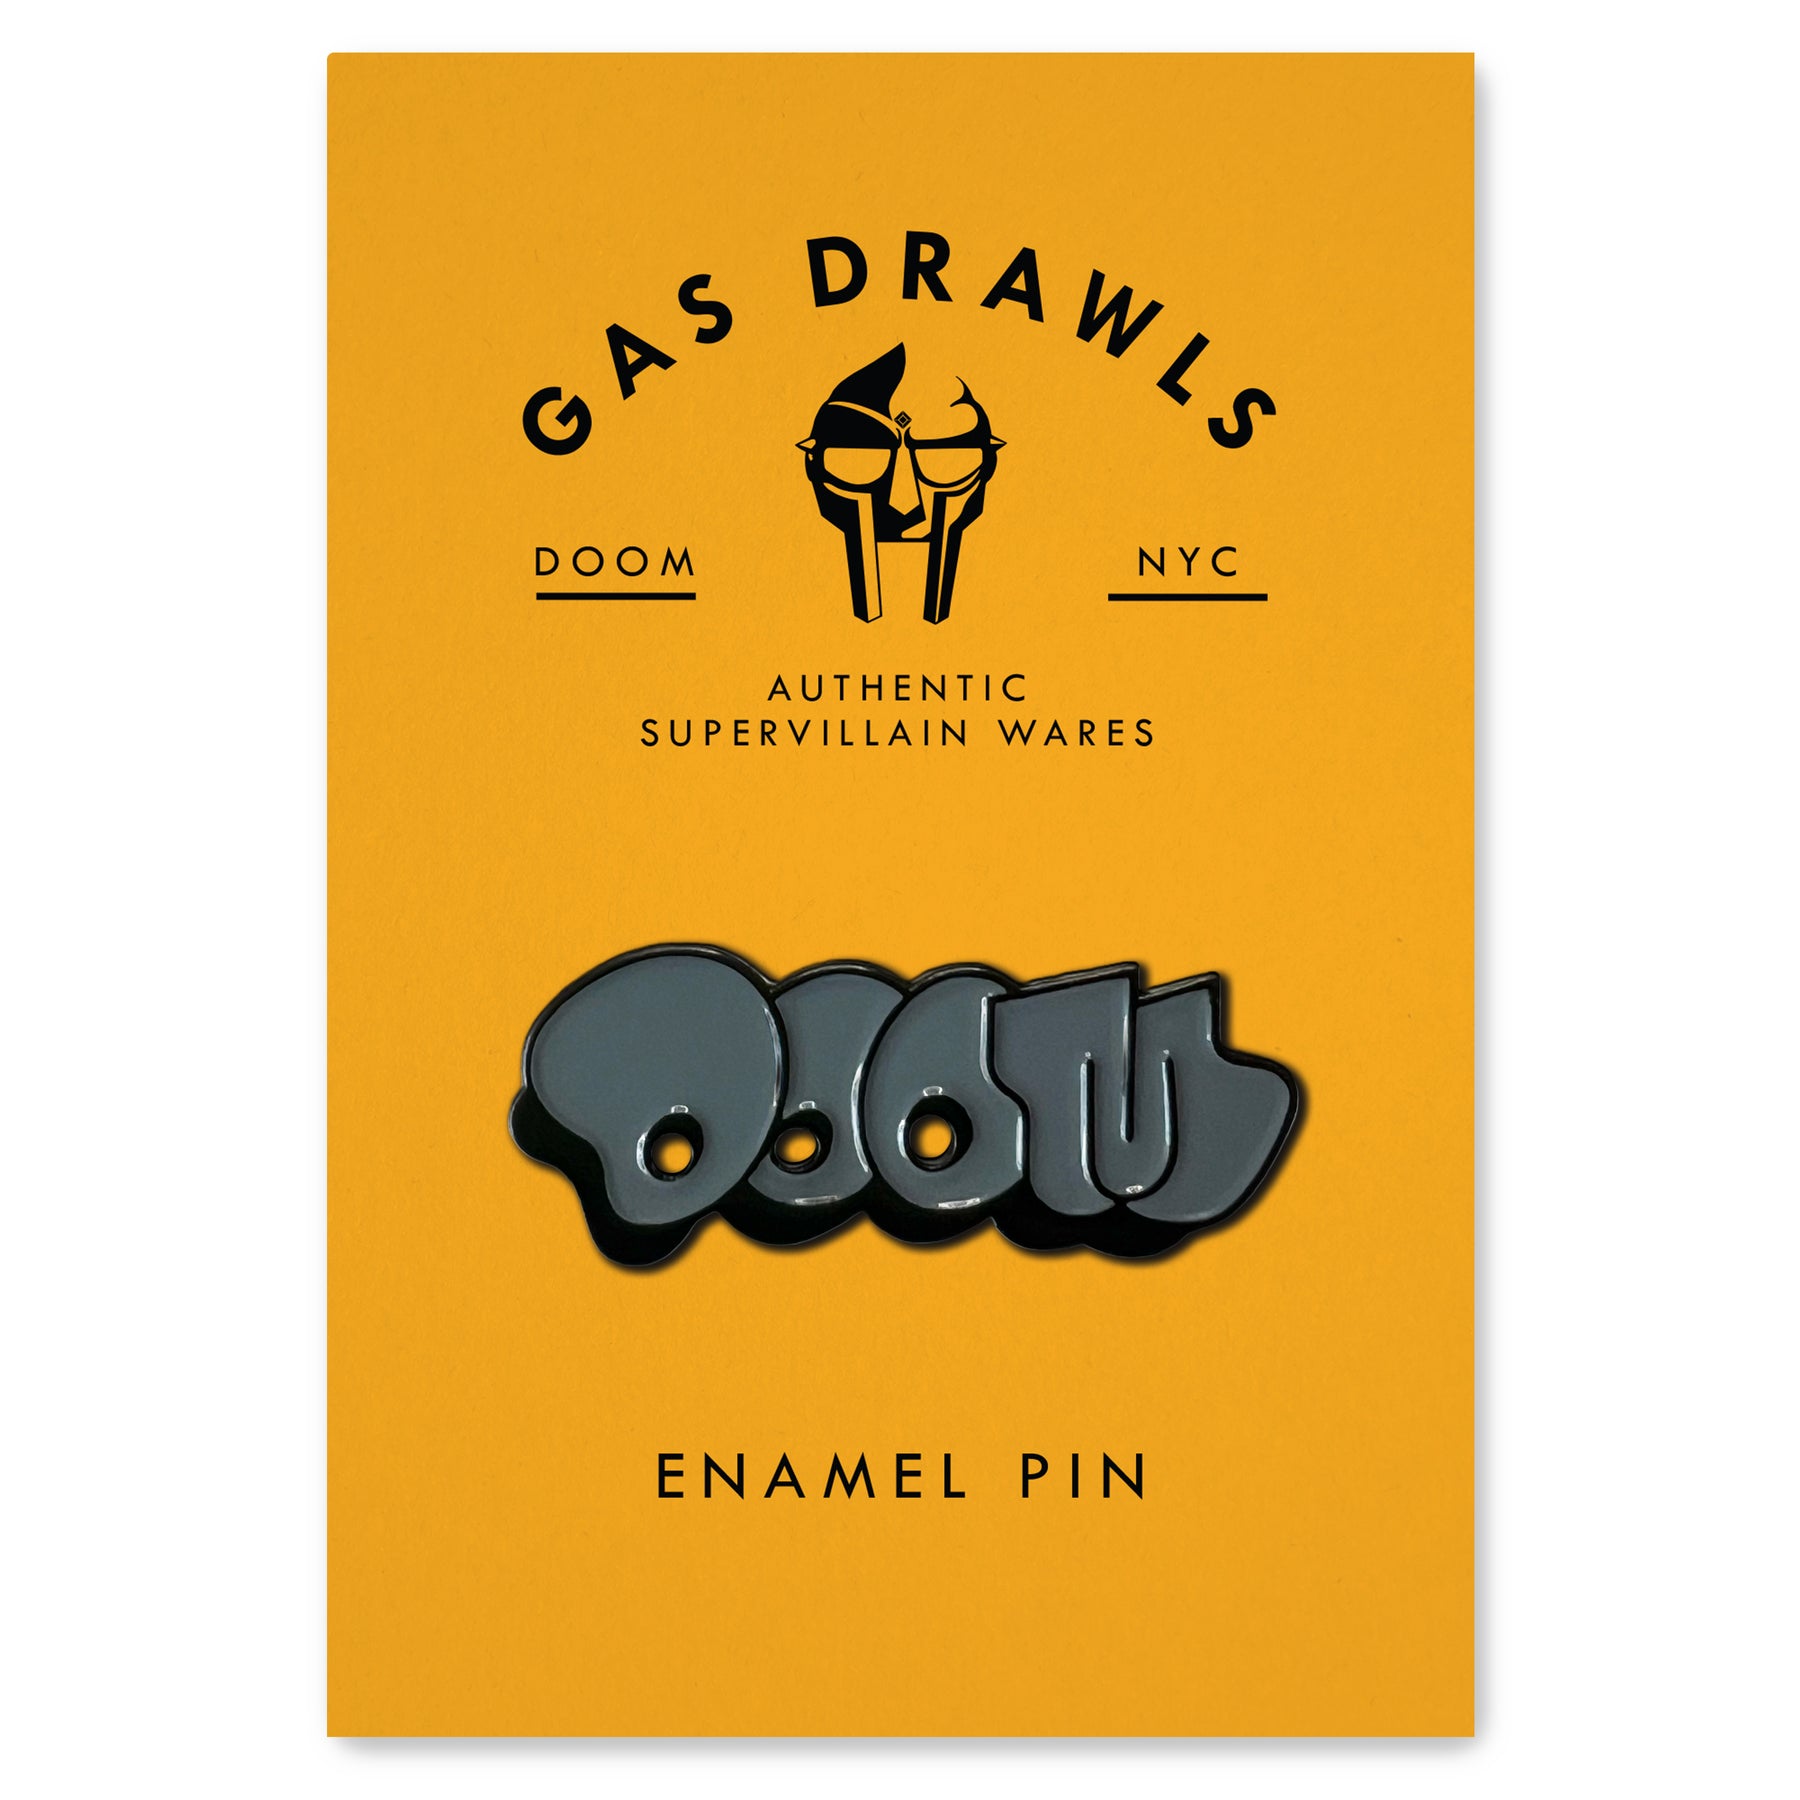 GAS DRAWLS
DOOM
NYC
AUTHENTIC
SUPERVILLAIN WARES
DOOM
ENAMEL PIN